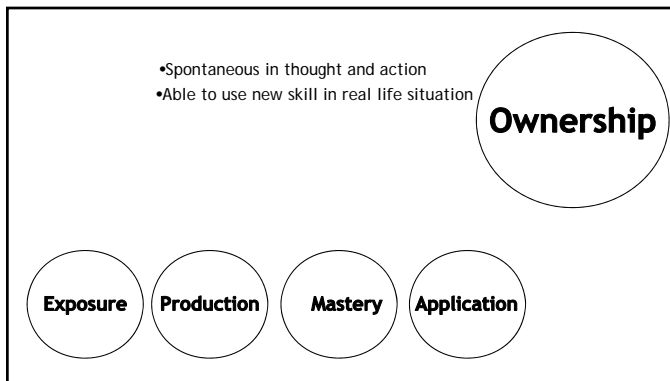 •Spontaneous in thought and action
•Able to use new skill in real life situation
Ownership
Exposure
Production
Mastery
Application